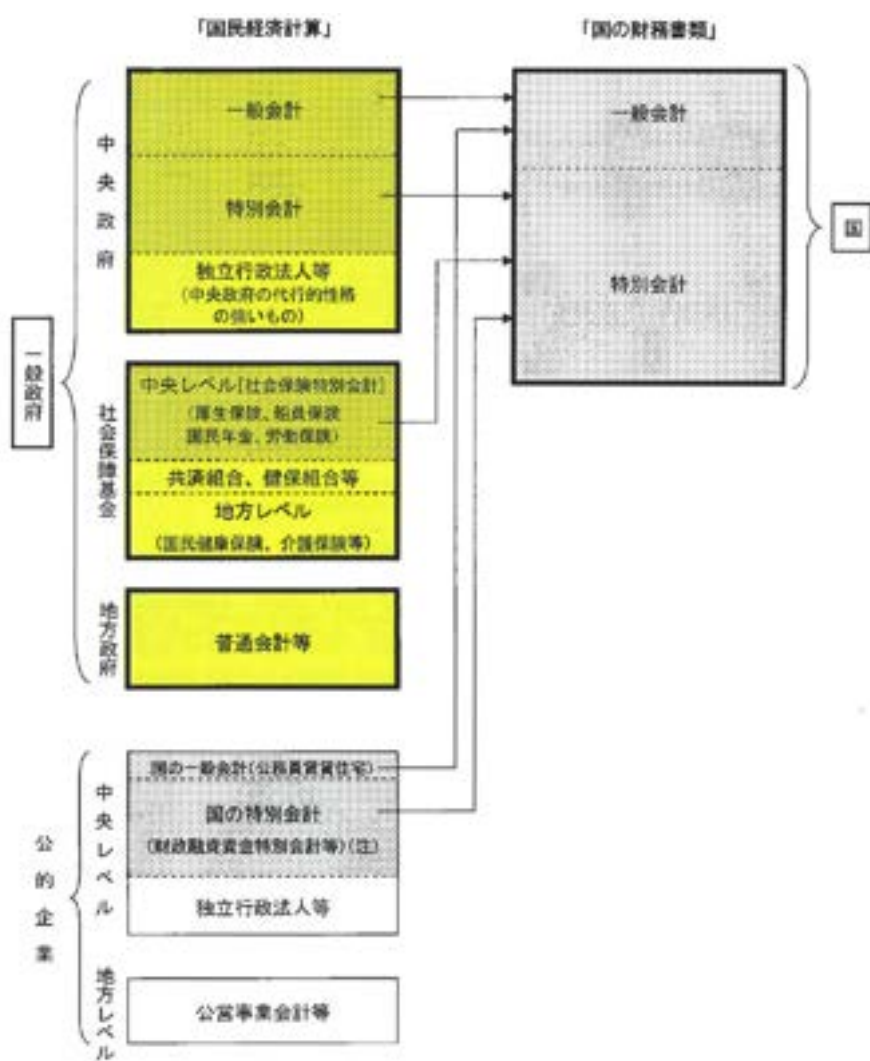 「国民経済計算」
「国の財務書類」
一般政府
中央政府
一般会計
特別会計
独立行政法人等
(中央政府の代行的性格
の強いもの)
社会保障基金
中央レベル[社会保険特別会計]
(厚生保険、船員保険
国民年金、労働保険)
共済組合、健保組合等
地方レベル
(国民健康保険、介護保険等)
地方政府
普通会計等
公的企業
中央レベル
国の一般会計(公務員賃貸住宅)
国の特別会計
(財政融資資金特別会計等)(注)
独立行政法人等
地方レベル
公営事業会計等
一般会計
特別会計
国